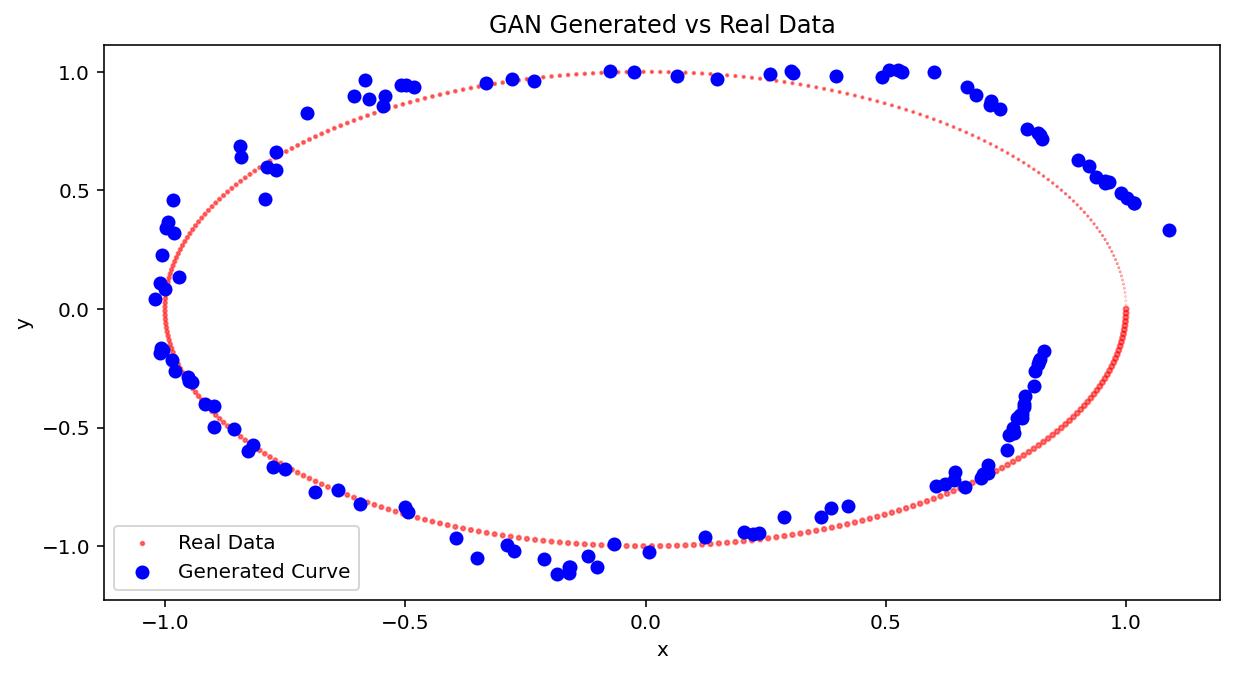 GAN Generated vs Real Data
1.0
0.5
0.0
−0.5
−1.0
y
Real Data
Generated Curve
−1.0 −0.5 0.0 0.5 1.0
x